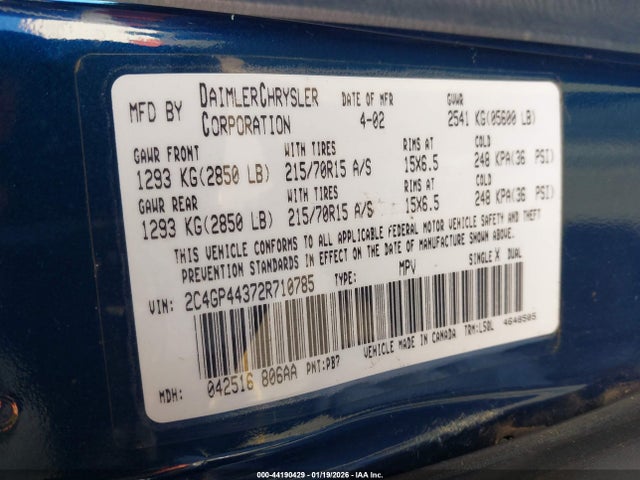 MFD BY DAIMLERCHRYSLER CORPORATION
DATE OF MFR 4-02
GVWR 2541 KG(05600 LB)
GAWR FRONT WITH TIRES RIMS AT COLD
1293 KG(2850 LB) 215/70R15 A/S 15X6.5 248 KPA(36 PSI)
GAWR REAR WITH TIRES RIMS AT COLD
1293 KG(2850 LB) 215/70R15 A/S 15X6.5 248 KPA(36 PSI)
THIS VEHICLE CONFORMS TO ALL APPLICABLE FEDERAL MOTOR VEHICLE SAFETY AND THEFT
PREVENTION STANDARDS IN EFFECT ON THE DATE OF MANUFACTURE SHOWN ABOVE.
VIN: 2C4GP44372R710785 TYPE: MPV SINGLE X DUAL
MDH: 042516 806AA PNT:PB7 VEHICLE MADE IN CANADA TRM:LSDL 4648505
000-44190429 - 01/19/2026 - IAA Inc.